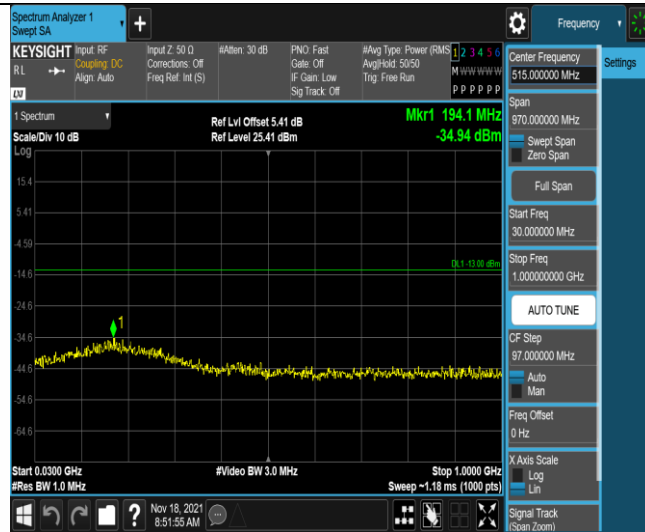 Spectrum Analyzer 1
Swept SA
+
Frequency
KEYSIGHT
RL
LXI
Input: RF
Coupling: DC
Align: Auto
Input Z: 50 Ω
Corrections: Off
Freq Ref: Int (S)
#Atten: 30 dB
PNO: Fast
Gate: Off
IF Gain: Low
Sig Track: Off
#Avg Type: Power (RMS
Avg|Hold: 50/50
Trig: Free Run
1 2 3 4 5 6
M W W W W W
P P P P P P
1 Spectrum
Scale/Div 10 dB
Log
Ref Lvl Offset 5.41 dB
Ref Level 25.41 dBm
Mkr1 194.1 MHz
-34.94 dBm
15.4
5.41
-4.59
DL1 -13.00 dBm
-14.6
-24.6
1
-34.6
-44.6
-54.6
-64.6
Start 0.0300 GHz
#Res BW 1.0 MHz
#Video BW 3.0 MHz
Stop 1.0000 GHz
Sweep ~1.18 ms (1000 pts)
?
Nov 18, 2021
8:51:55 AM
Settings
Center Frequency
515.000000 MHz
Span
970.000000 MHz
Swept Span
Zero Span
Full Span
Start Freq
30.000000 MHz
Stop Freq
1.000000000 GHz
AUTO TUNE
CF Step
97.000000 MHz
Auto
Man
Freq Offset
0 Hz
X Axis Scale
Log
Lin
Signal Track
(Span Zoom)